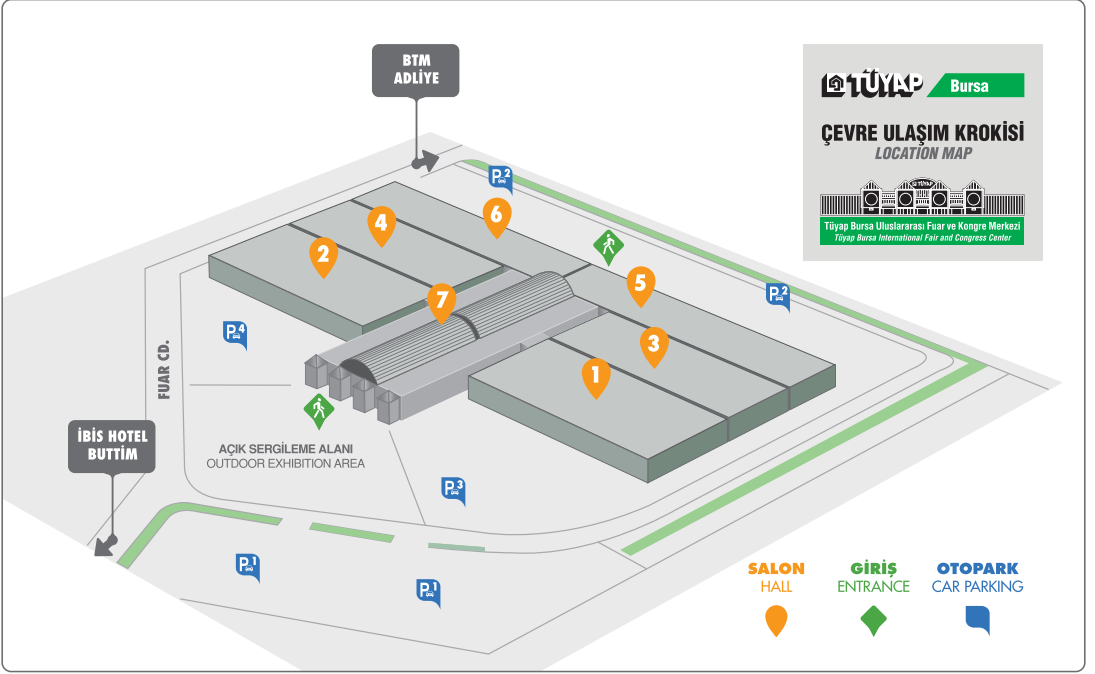 BTM
ADLİYE
TÜYAP
Bursa
ÇEVRE ULAŞIM KROKİSİ
LOCATION MAP
TÜYAP
Tüyap Bursa Uluslararası Fuar ve Kongre Merkezi
Tüyap Bursa International Fair and Congress Center
P2
6
4
2
5
P2
7
3
P4
1
FUAR CD.
İBİS HOTEL
BUTTİM
AÇIK SERGİLEME ALANI
OUTDOOR EXHIBITION AREA
P3
P1
P1
SALON
HALL
GİRİŞ
ENTRANCE
OTOPARK
CAR PARKING